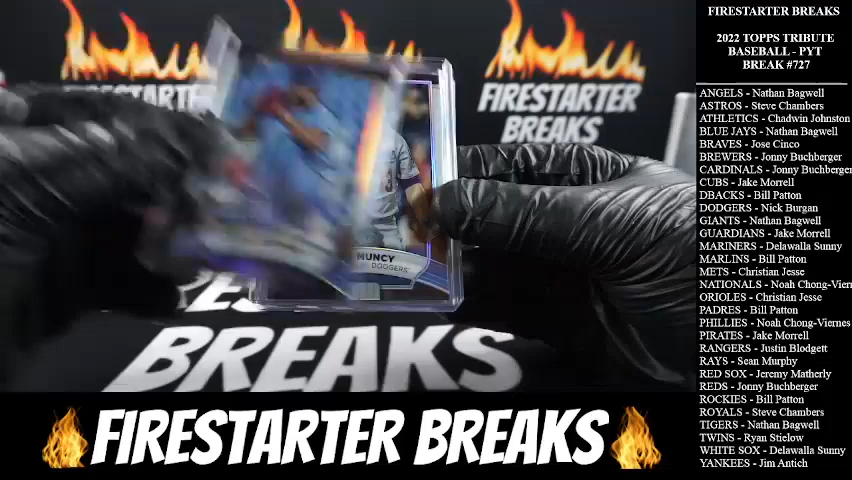 FIRESTARTER BREAKS
2022 TOPPS TRIBUTE
BASEBALL - PYT
BREAK #727
ANGELS - Nathan Bagwell
ASTROS - Steve Chambers
ATHLETICS - Chadwin Johnston
BLUE JAYS - Nathan Bagwell
BRAVES - Jose Cinco
BREWERS - Jonny Buchberger
CARDINALS - Jonny Buchberger
CUBS - Jake Morrell
DBACKS - Bill Patton
DODGERS - Nick Burgan
GIANTS - Nathan Bagwell
GUARDIANS - Jake Morrell
MARINERS - Delawalla Sunny
MARLINS - Bill Patton
METS - Christian Jesse
NATIONALS - Noah Chong-Viern
ORIOLES - Christian Jesse
PADRES - Bill Patton
PHILLIES - Noah Chong-Viernes
PIRATES - Jake Morrell
RANGERS - Justin Blodgett
RAYS - Sean Murphy
RED SOX - Jeremy Matherly
REDS - Jonny Buchberger
ROCKIES - Bill Patton
ROYALS - Steve Chambers
TIGERS - Nathan Bagwell
TWINS - Ryan Stielow
WHITE SOX - Delawalla Sunny
YANKEES - Jim Antich
FIRESTARTER
BREAKS
MUNCY
DODGERS
BREAKS
FIRESTARTER BREAKS